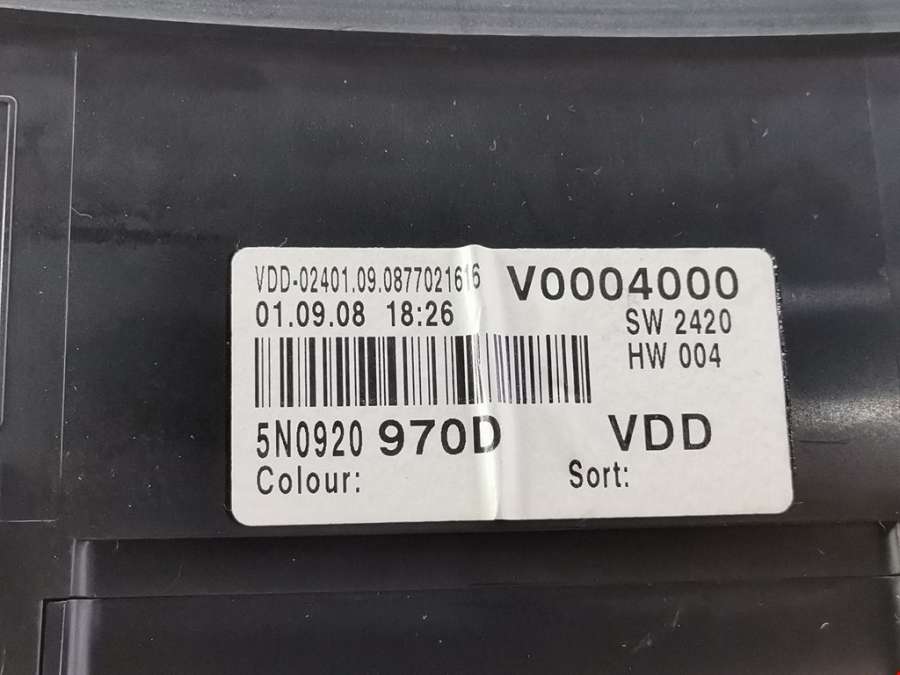 VDD-02401.09.0877021616 V0004000
01.09.08 18:26 SW 2420
HW 004
5N0920 970D VDD
Colour: Sort: